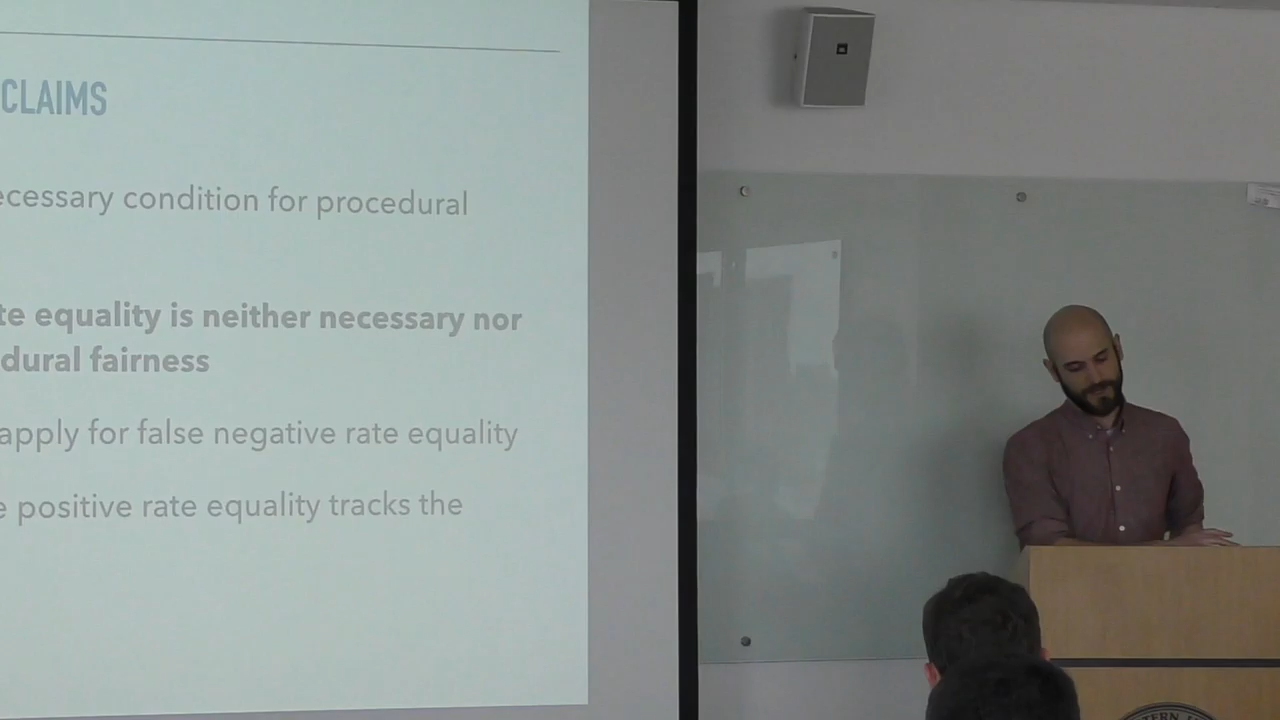 CLAIMS
ecessary condition for procedural
te equality is neither necessary nor
dural fairness
apply for false negative rate equality
e positive rate equality tracks the
TERN